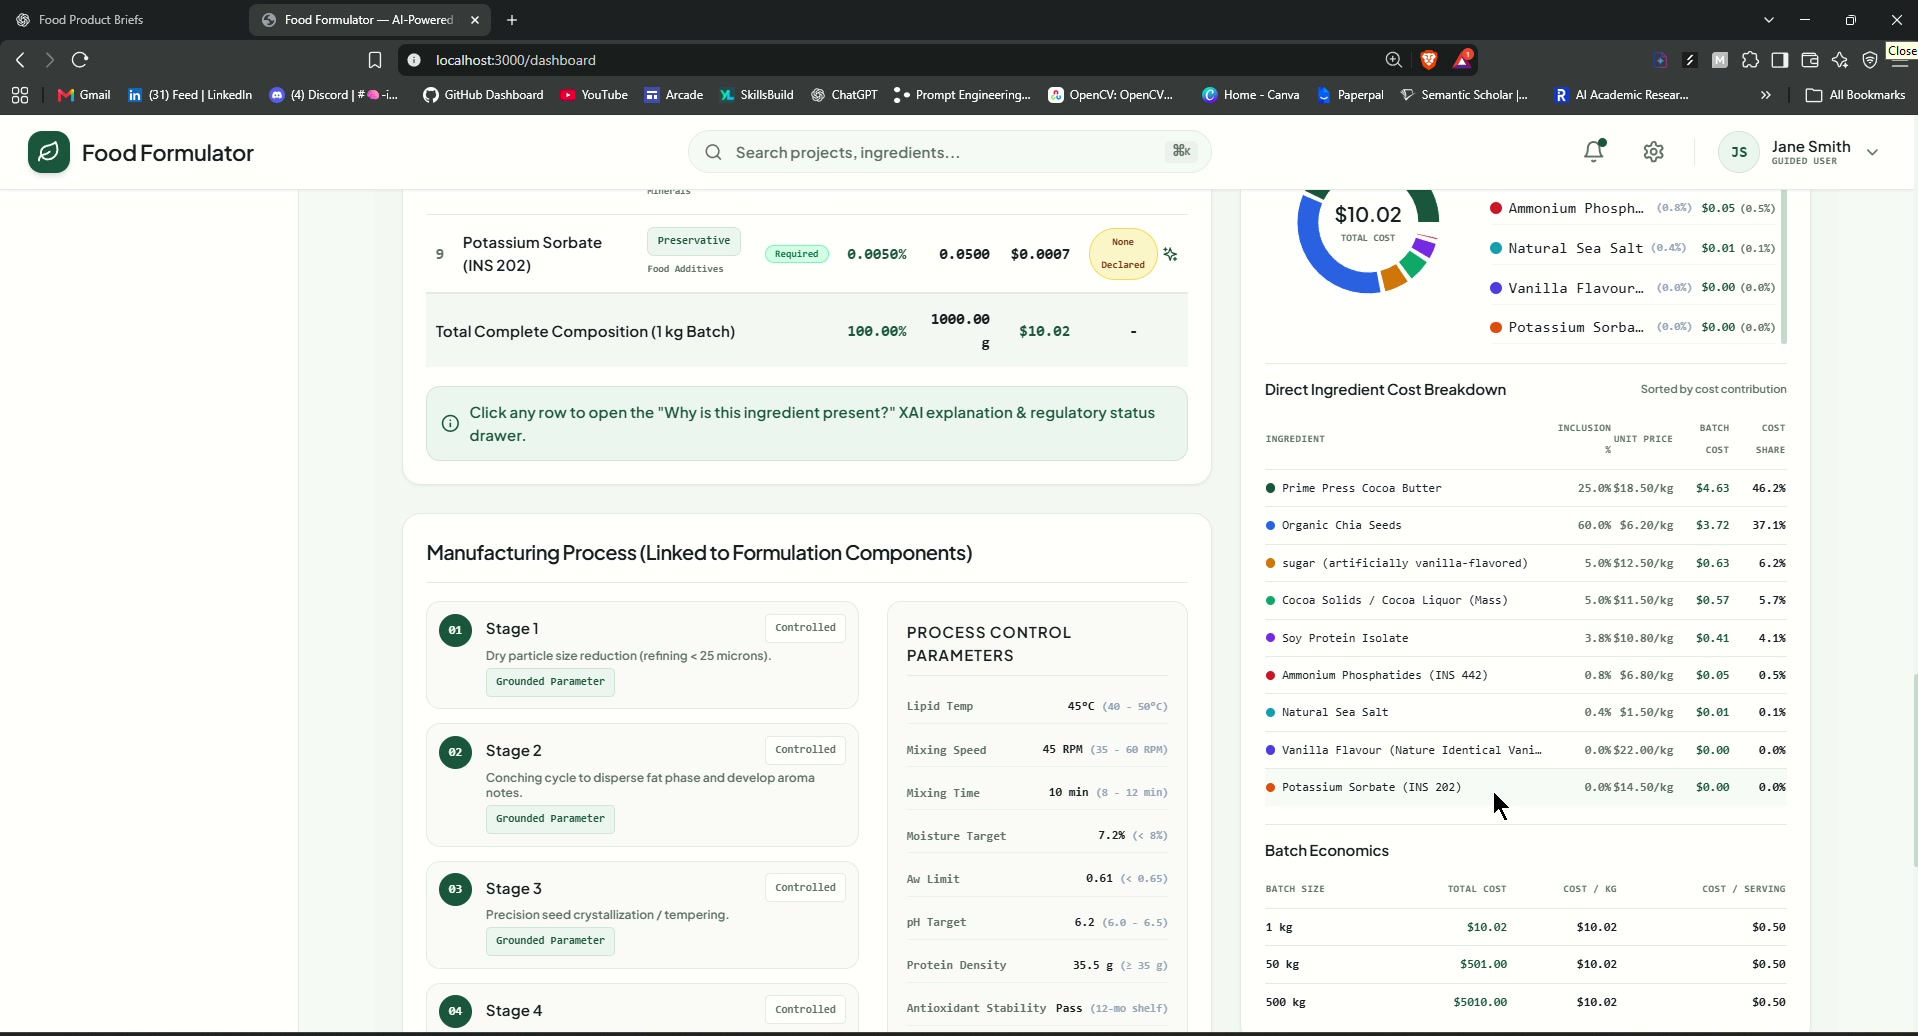 Food Product Briefs
Food Formulator — AI-Powered
localhost:3000/dashboard
1
Close
Gmail
(31) Feed | LinkedIn
(4) Discord | #🧠-i...
GitHub Dashboard
YouTube
Arcade
SkillsBuild
ChatGPT
Prompt Engineering...
OpenCV: OpenCV...
Home - Canva
Paperpal
Semantic Scholar |...
AI Academic Resear...
All Bookmarks
Food Formulator
Search projects, ingredients...
⌘K
JS
Jane Smith
GUIDED USER
Minerals
9
Potassium Sorbate
(INS 202)
Preservative
Food Additives
Required
0.0050%
0.0500
$0.0007
None
Declared
Total Complete Composition (1 kg Batch)
100.00%
1000.00
g
$10.02
-
Click any row to open the "Why is this ingredient present?" XAI explanation & regulatory status
drawer.
Manufacturing Process (Linked to Formulation Components)
01
Stage 1
Controlled
Dry particle size reduction (refining < 25 microns).
Grounded Parameter
02
Stage 2
Controlled
Conching cycle to disperse fat phase and develop aroma
notes.
Grounded Parameter
03
Stage 3
Controlled
Precision seed crystallization / tempering.
Grounded Parameter
04
Stage 4
Controlled
PROCESS CONTROL
PARAMETERS
Lipid Temp 45°C (40 - 50°C)
Mixing Speed 45 RPM (35 - 60 RPM)
Mixing Time 10 min (8 - 12 min)
Moisture Target 7.2% (< 8%)
Aw Limit 0.61 (< 0.65)
pH Target 6.2 (6.0 - 6.5)
Protein Density 35.5 g (≥ 35 g)
Antioxidant Stability Pass (12-mo shelf)
$10.02
TOTAL COST
Ammonium Phosph... (0.8%) $0.05 (0.5%)
Natural Sea Salt (0.4%) $0.01 (0.1%)
Vanilla Flavour... (0.0%) $0.00 (0.0%)
Potassium Sorba... (0.0%) $0.00 (0.0%)
Direct Ingredient Cost Breakdown
Sorted by cost contribution
INGREDIENT
INCLUSION
%
UNIT PRICE
BATCH
COST
COST
SHARE
Prime Press Cocoa Butter 25.0% $18.50/kg $4.63 46.2%
Organic Chia Seeds 60.0% $6.20/kg $3.72 37.1%
sugar (artificially vanilla-flavored) 5.0% $12.50/kg $0.63 6.2%
Cocoa Solids / Cocoa Liquor (Mass) 5.0% $11.50/kg $0.57 5.7%
Soy Protein Isolate 3.8% $10.80/kg $0.41 4.1%
Ammonium Phosphatides (INS 442) 0.8% $6.80/kg $0.05 0.5%
Natural Sea Salt 0.4% $1.50/kg $0.01 0.1%
Vanilla Flavour (Nature Identical Vani... 0.0% $22.00/kg $0.00 0.0%
Potassium Sorbate (INS 202) 0.0% $14.50/kg $0.00 0.0%
Batch Economics
BATCH SIZE TOTAL COST COST / KG COST / SERVING
1 kg $10.02 $10.02 $0.50
50 kg $501.00 $10.02 $0.50
500 kg $5010.00 $10.02 $0.50